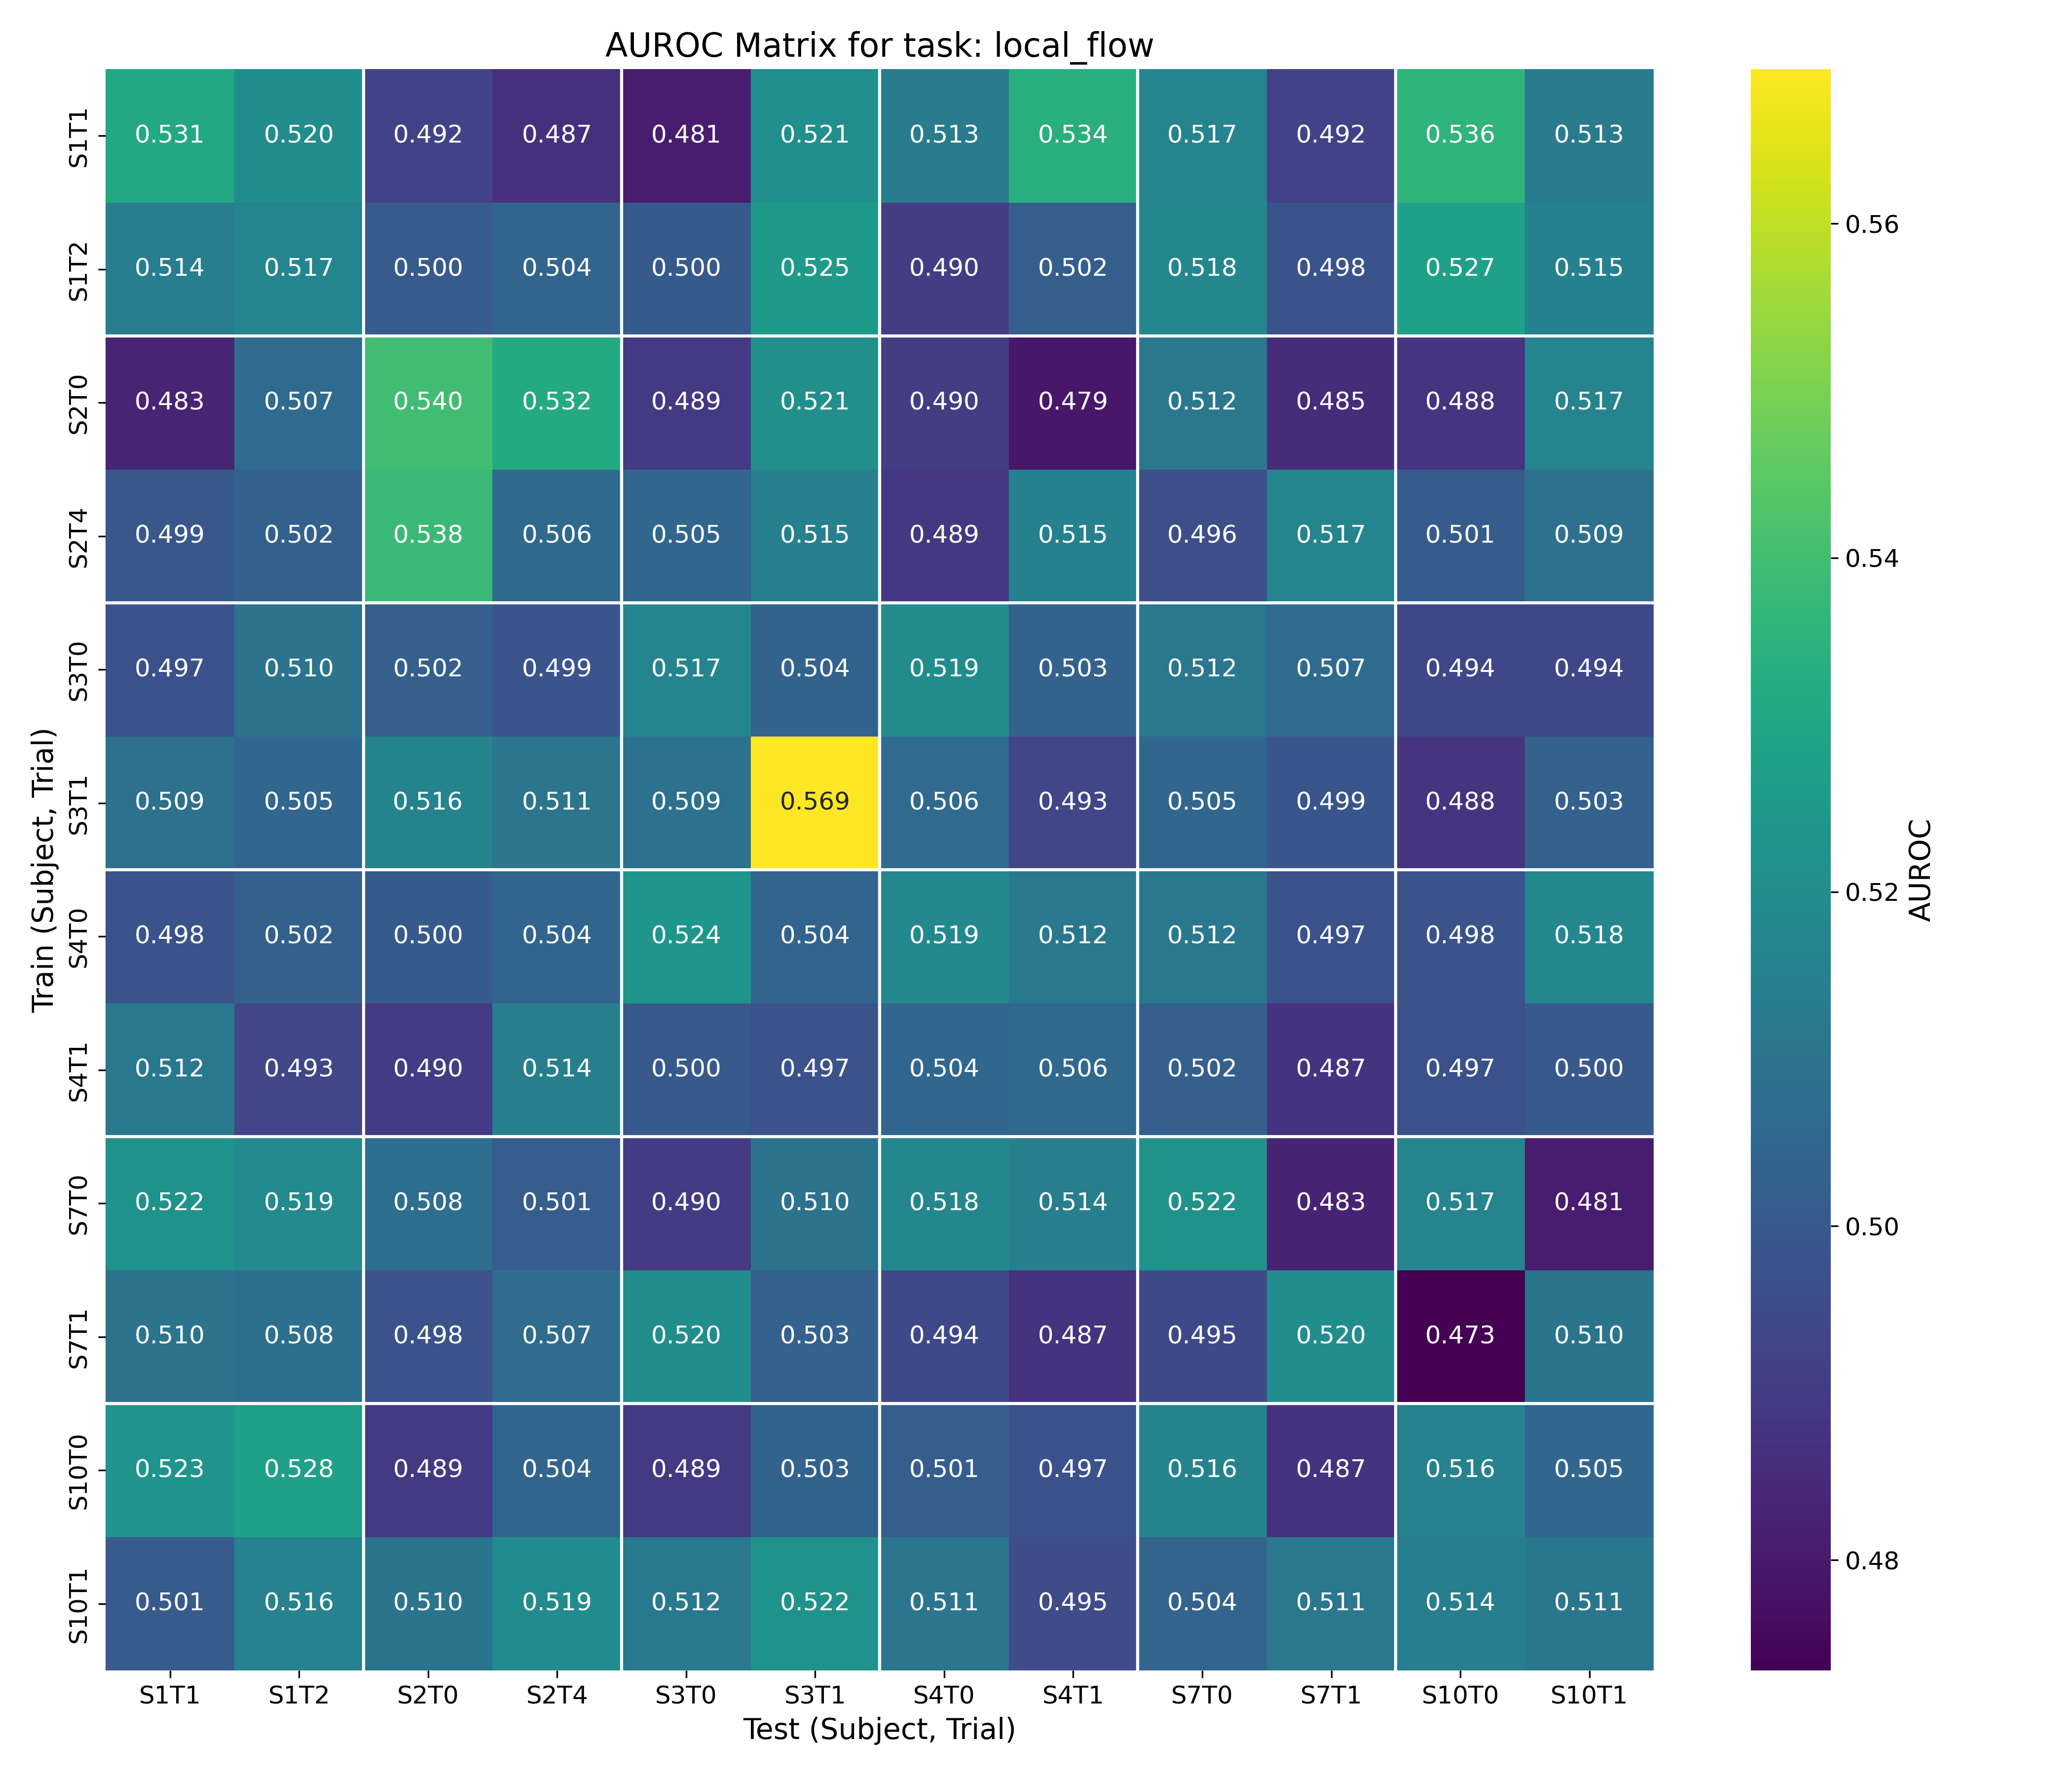 AUROC Matrix for task: local_flow
S1T1 0.531 0.520 0.492 0.487 0.481 0.521 0.513 0.534 0.517 0.492 0.536 0.513
S1T2 0.514 0.517 0.500 0.504 0.500 0.525 0.490 0.502 0.518 0.498 0.527 0.515
S2T0 0.483 0.507 0.540 0.532 0.489 0.521 0.490 0.479 0.512 0.485 0.488 0.517
S2T4 0.499 0.502 0.538 0.506 0.505 0.515 0.489 0.515 0.496 0.517 0.501 0.509
S3T0 0.497 0.510 0.502 0.499 0.517 0.504 0.519 0.503 0.512 0.507 0.494 0.494
S3T1 0.509 0.505 0.516 0.511 0.509 0.569 0.506 0.493 0.505 0.499 0.488 0.503
S4T0 0.498 0.502 0.500 0.504 0.524 0.504 0.519 0.512 0.512 0.497 0.498 0.518
S4T1 0.512 0.493 0.490 0.514 0.500 0.497 0.504 0.506 0.502 0.487 0.497 0.500
S7T0 0.522 0.519 0.508 0.501 0.490 0.510 0.518 0.514 0.522 0.483 0.517 0.481
S7T1 0.510 0.508 0.498 0.507 0.520 0.503 0.494 0.487 0.495 0.520 0.473 0.510
S10T0 0.523 0.528 0.489 0.504 0.489 0.503 0.501 0.497 0.516 0.487 0.516 0.505
S10T1 0.501 0.516 0.510 0.519 0.512 0.522 0.511 0.495 0.504 0.511 0.514 0.511
S1T1 S1T2 S2T0 S2T4 S3T0 S3T1 S4T0 S4T1 S7T0 S7T1 S10T0 S10T1
Test (Subject, Trial)
Train (Subject, Trial)
0.56
0.54
0.52
0.50
0.48
AUROC